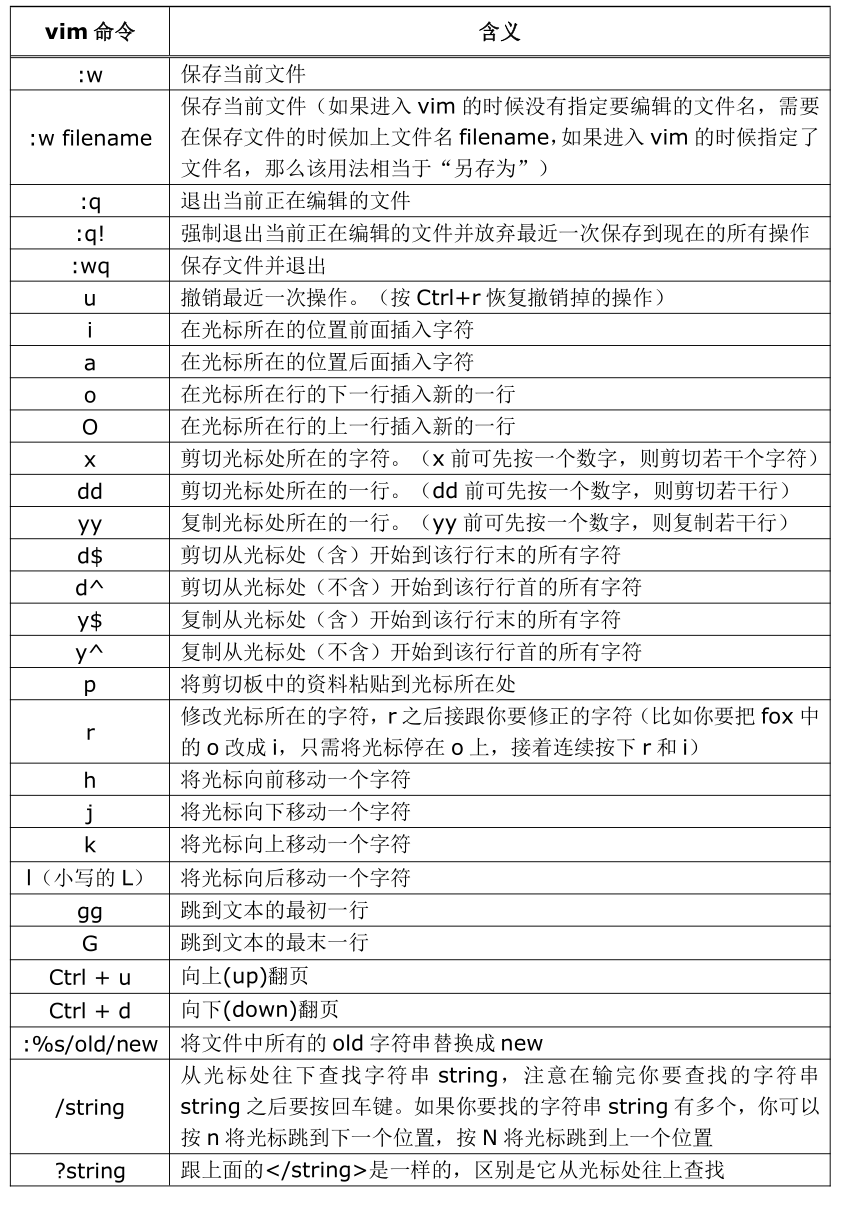 vim 命令 含义
:w 保存当前文件
保存当前文件（如果进入 vim 的时候没有指定要编辑的文件名，需要
:w filename 在保存文件的时候加上文件名 filename，如果进入 vim 的时候指定了
文件名，那么该用法相当于“另存为”）
:q 退出当前正在编辑的文件
:q! 强制退出当前正在编辑的文件并放弃最近一次保存到现在的所有操作
:wq 保存文件并退出
u 撤销最近一次操作。（按 Ctrl+r 恢复撤销掉的操作）
i 在光标所在的位置前面插入字符
a 在光标所在的位置后面插入字符
o 在光标所在行的下一行插入新的一行
O 在光标所在行的上一行插入新的一行
x 剪切光标处所在的字符。（x 前可先按一个数字，则剪切若干个字符）
dd 剪切光标处所在的一行。（dd 前可先按一个数字，则剪切若干行）
yy 复制光标处所在的一行。（yy 前可先按一个数字，则复制若干行）
d$ 剪切从光标处（含）开始到该行行末的所有字符
d^ 剪切从光标处（不含）开始到该行行首的所有字符
y$ 复制从光标处（含）开始到该行行末的所有字符
y^ 复制从光标处（不含）开始到该行行首的所有字符
p 将剪切板中的资料粘贴到光标所在处
r 修改光标所在的字符，r 之后接跟你要修正的字符（比如你要把 fox 中
的 o 改成 i，只需将光标停在 o 上，接着连续按下 r 和 i）
h 将光标向前移动一个字符
j 将光标向下移动一个字符
k 将光标向上移动一个字符
l（小写的 L） 将光标向后移动一个字符
gg 跳到文本的最初一行
G 跳到文本的最末一行
Ctrl + u 向上(up)翻页
Ctrl + d 向下(down)翻页
:%s/old/new 将文件中所有的 old 字符串替换成 new
从光标处往下查找字符串 string，注意在输完你要查找的字符串
/string string 之后要按回车键。如果你要找的字符串 string 有多个，你可以
按 n 将光标跳到下一个位置，按 N 将光标跳到上一个位置
?string 跟上面的</string>是一样的，区别是它从光标处往上查找